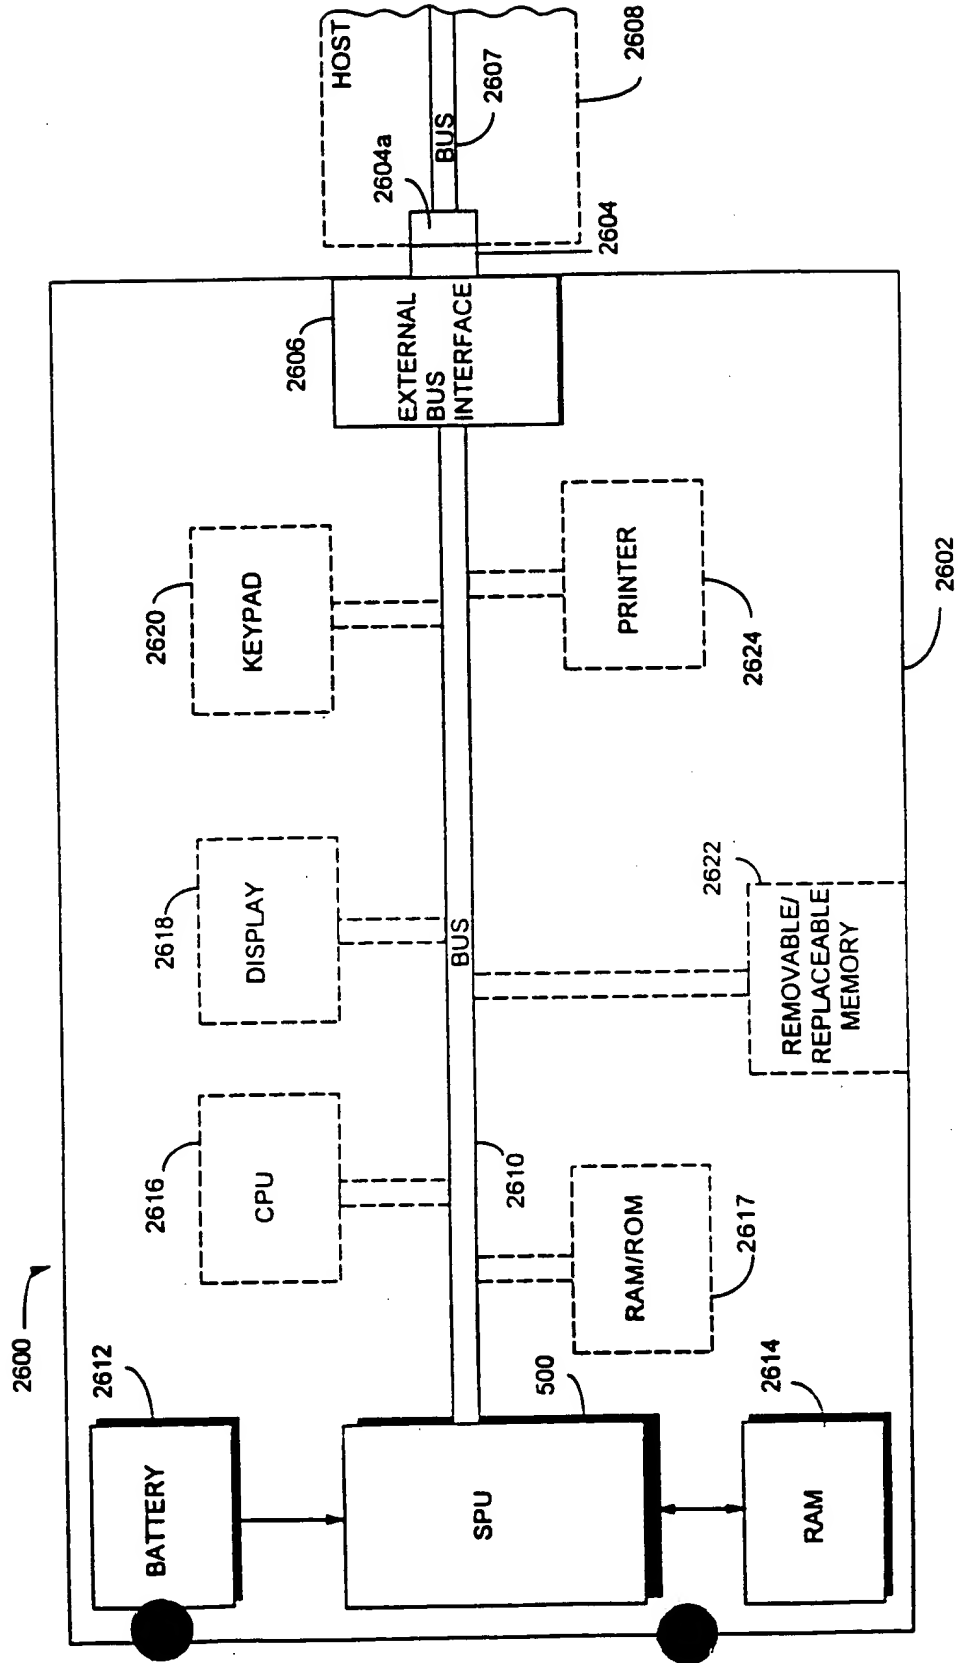 2600
BATTERY
2612
SPU
500
RAM
2614
CPU
2616
RAM/ROM
2617
2610
DISPLAY
2618
BUS
REMOVABLE/
REPLACEABLE
MEMORY
2622
KEYPAD
2620
PRINTER
2624
2602
EXTERNAL
BUS
INTERFACE
2606
2604
2604a
HOST
BUS
2607
2608